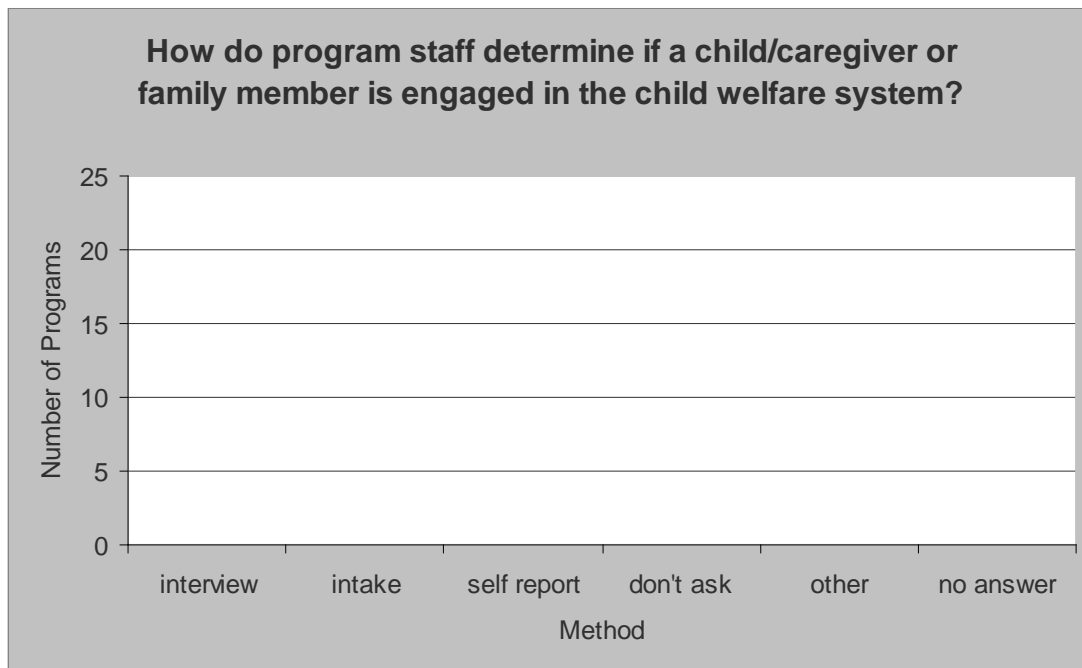 How do program staff determine if a child/caregiver or
family member is engaged in the child welfare system?
25
20
15
10
5
0
Number of Programs
interview intake self report don't ask other no answer
Method